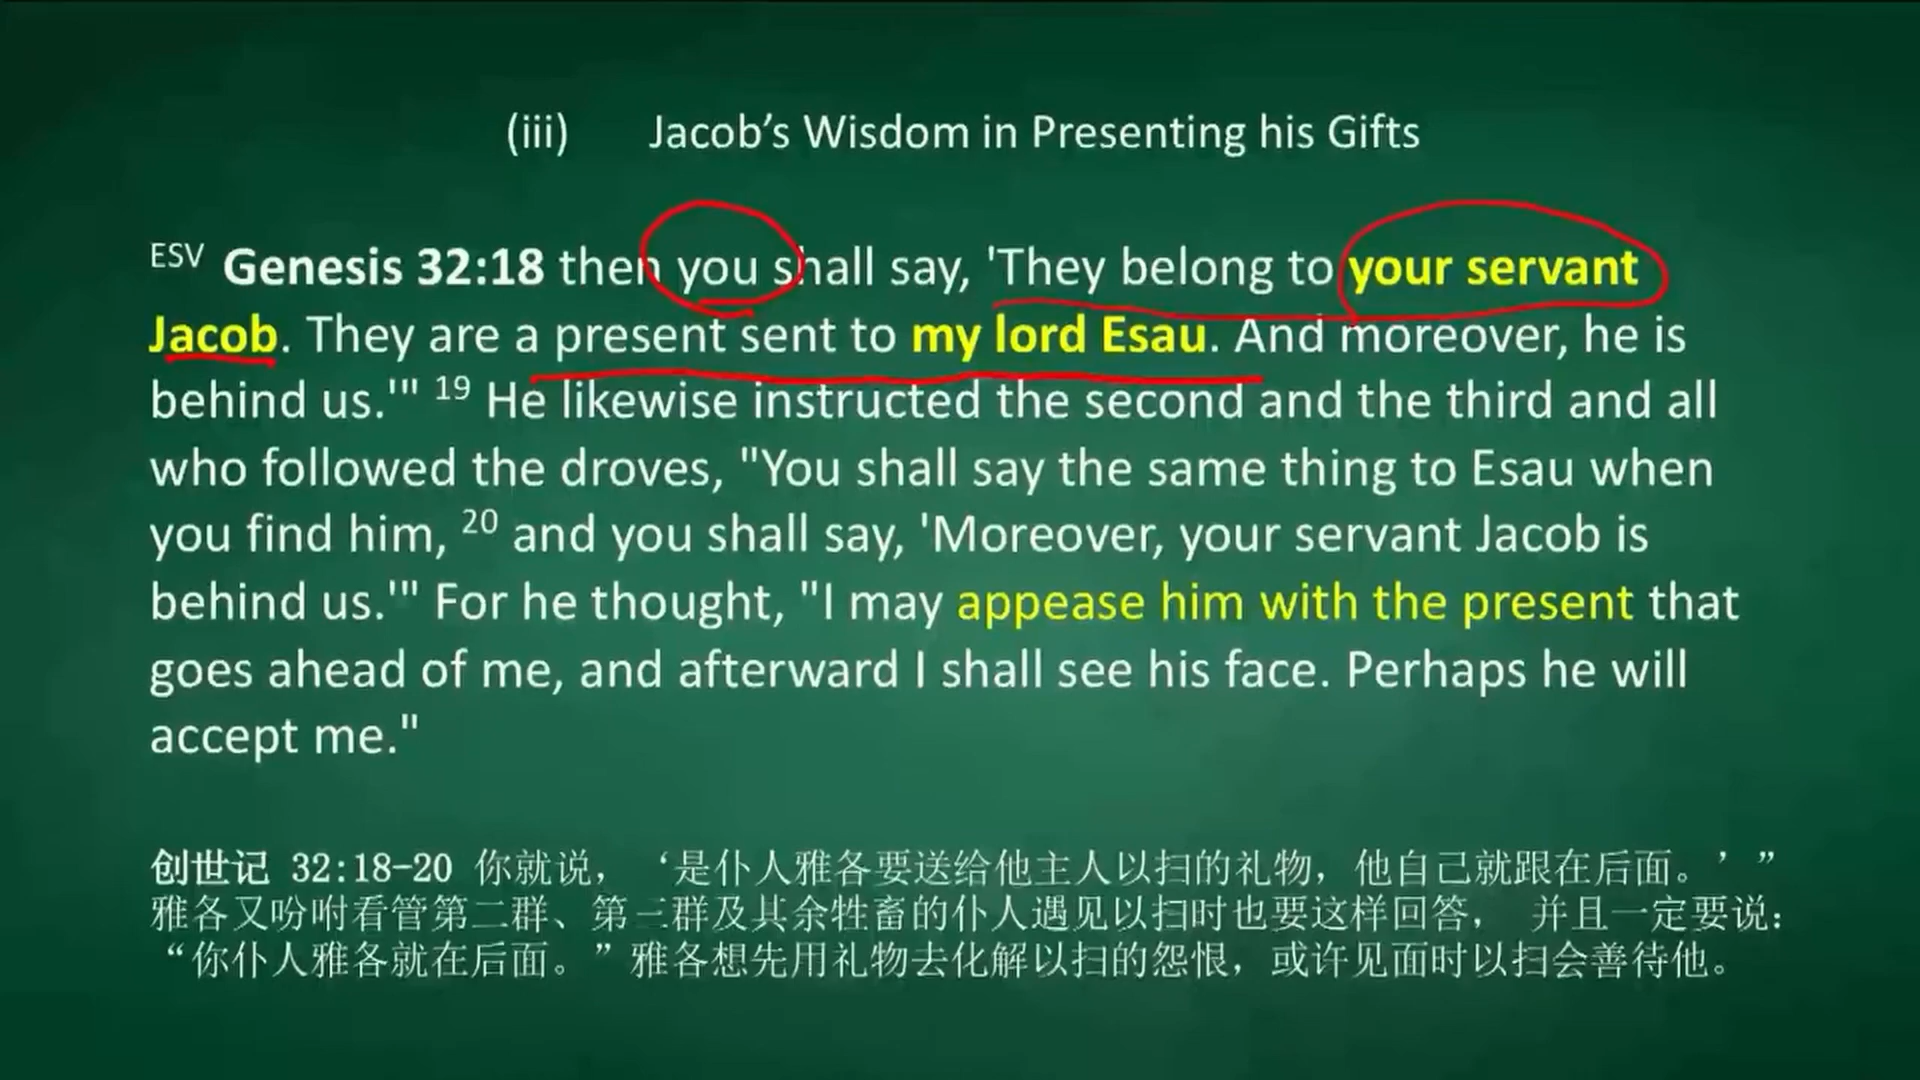 (iii) Jacob’s Wisdom in Presenting his Gifts
ESV Genesis 32:18 then you shall say, 'They belong to your servant
Jacob. They are a present sent to my lord Esau. And moreover, he is
behind us.'" 19 He likewise instructed the second and the third and all
who followed the droves, "You shall say the same thing to Esau when
you find him, 20 and you shall say, 'Moreover, your servant Jacob is
behind us.'" For he thought, "I may appease him with the present that
goes ahead of me, and afterward I shall see his face. Perhaps he will
accept me."
创世记 32:18-20 你就说，‘是仆人雅各要送给他主人以扫的礼物，他自己就跟在后面。’”
雅各又吩咐看管第二群、第三群及其余牲畜的仆人遇见以扫时也要这样回答， 并且一定要说：
“你仆人雅各就在后面。”雅各想先用礼物去化解以扫的怨恨，或许见面时以扫会善待他。